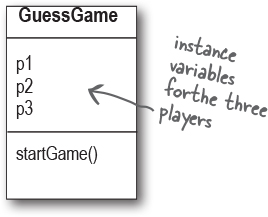 GuessGame
p1
p2
p3
startGame()
instance
variables
forthe three
players